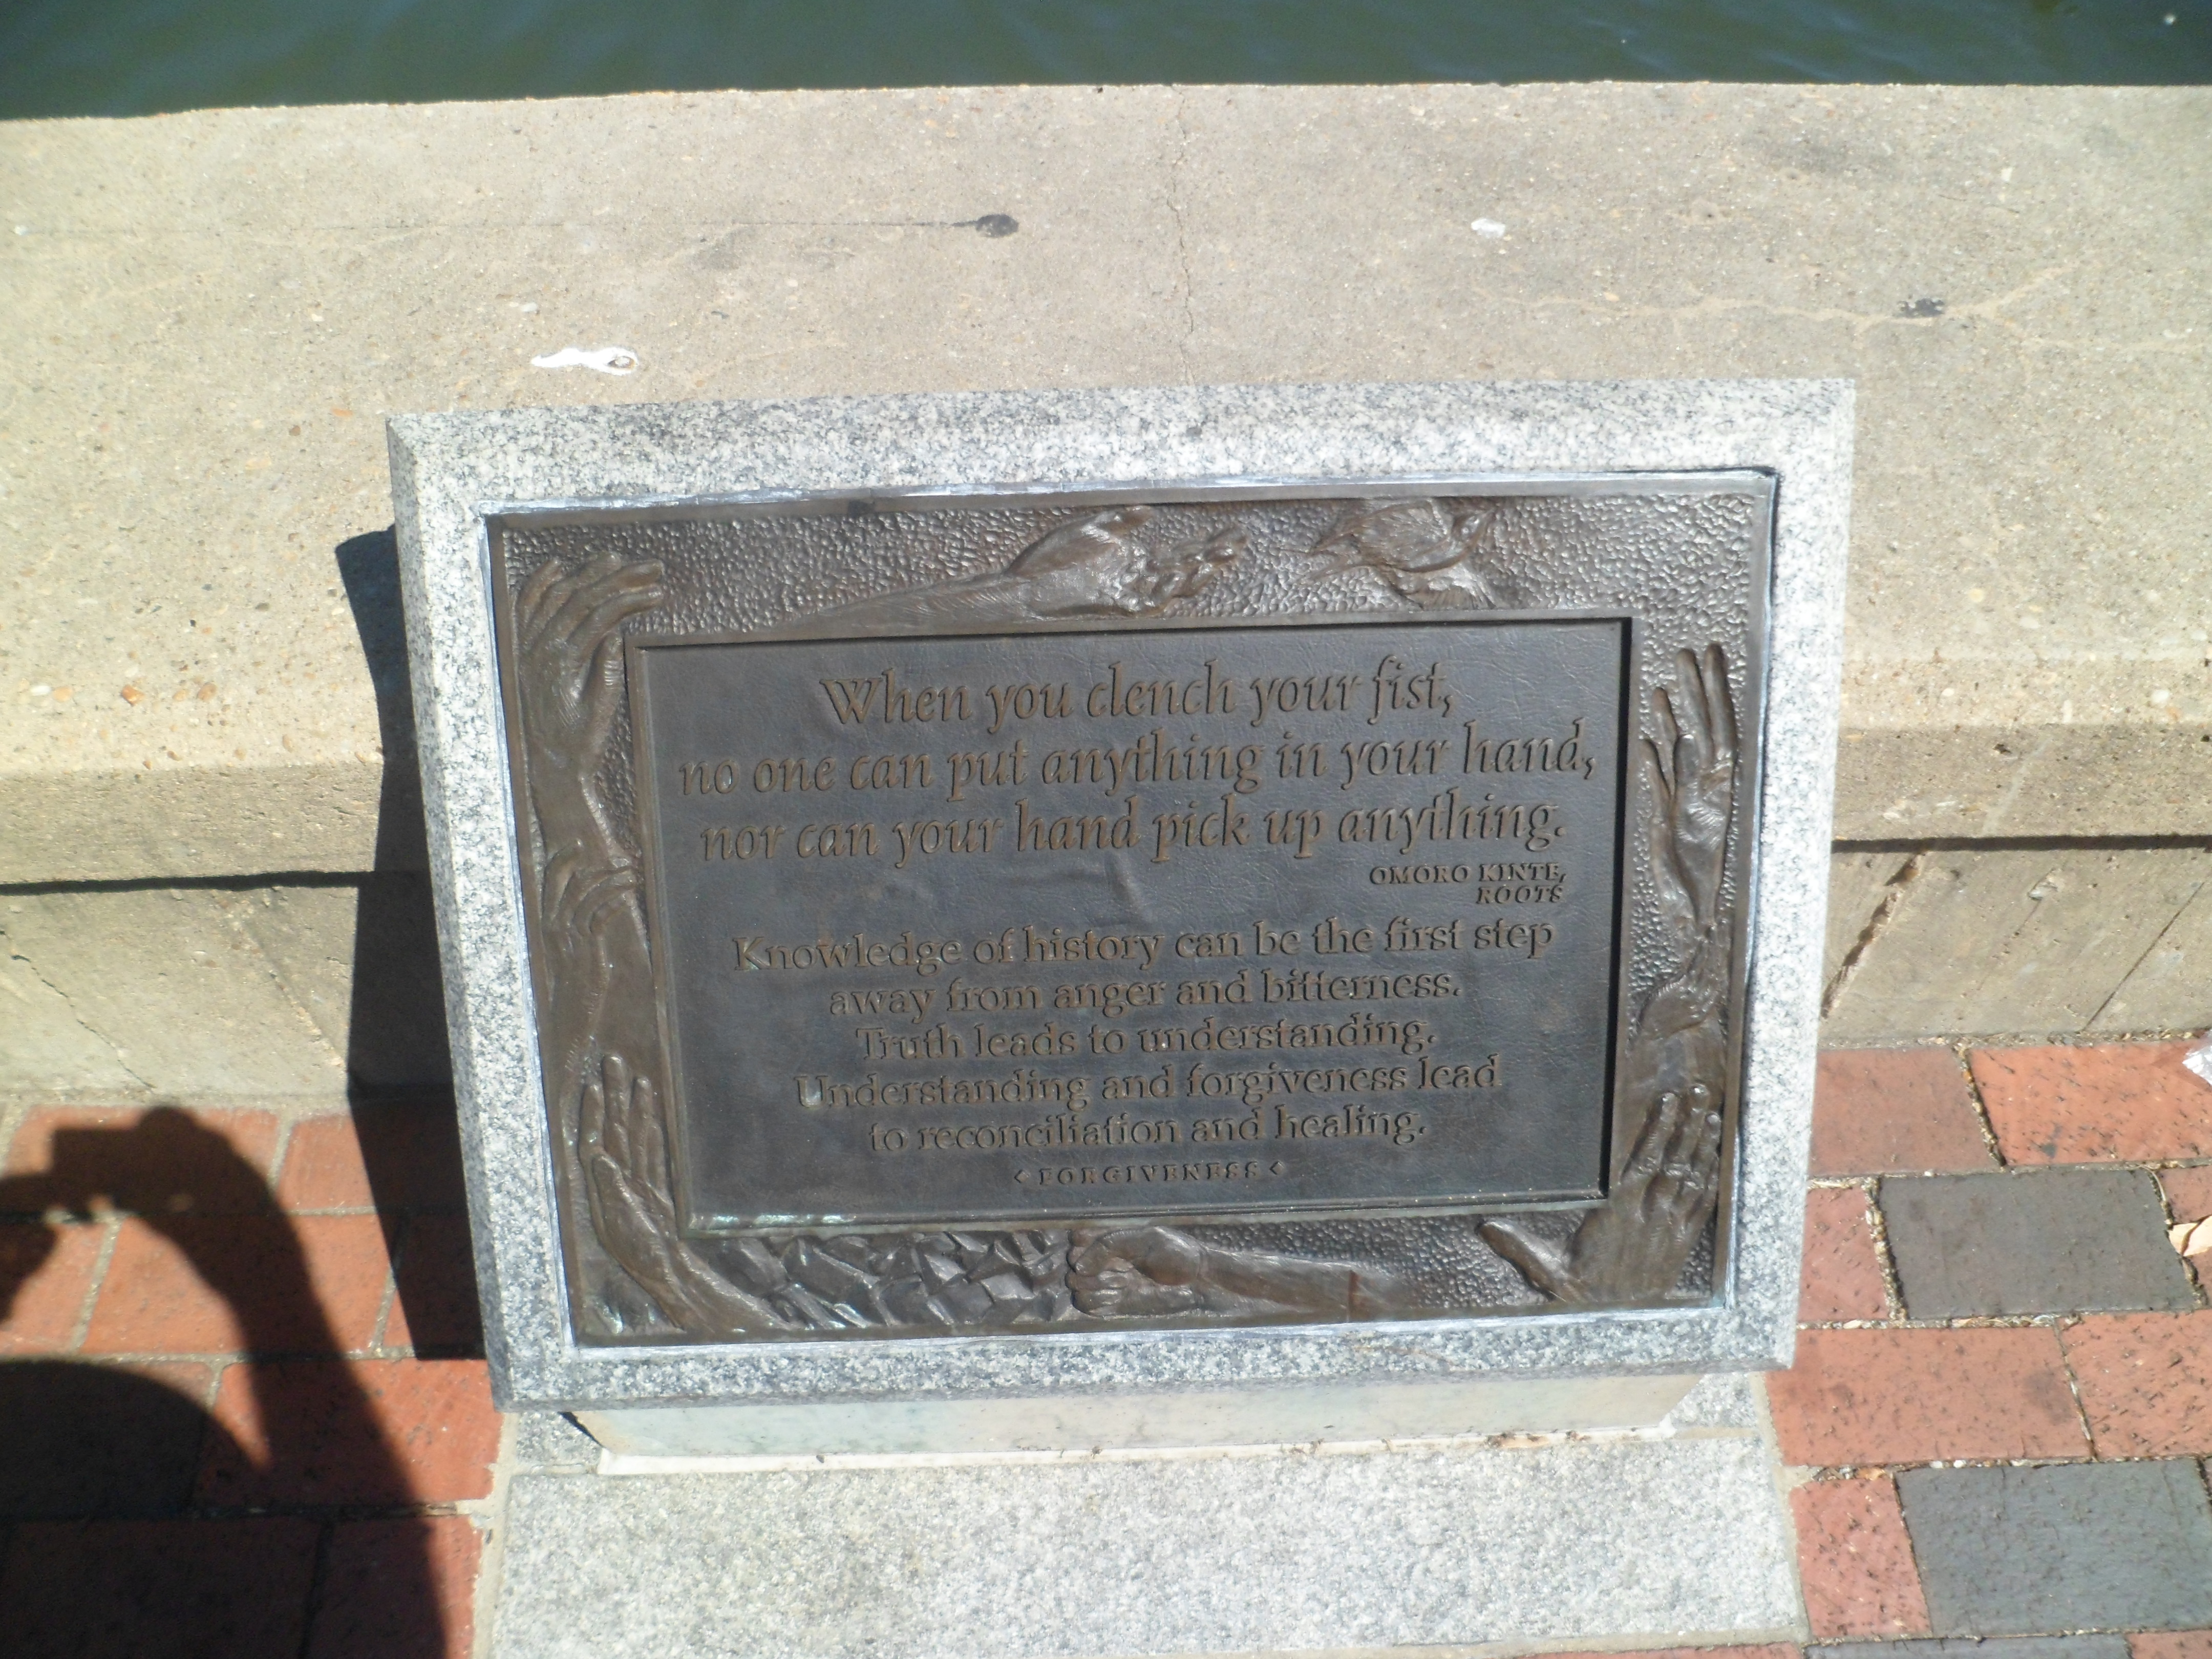 When you clench your fist,
no one can put anything in your hand,
nor can your hand pick up anything.
OMORO KINTE,
ROOTS
Knowledge of history can be the first step
away from anger and bitterness.
Truth leads to understanding.
Understanding and forgiveness lead
to reconciliation and healing.
< FORGIVENESS <